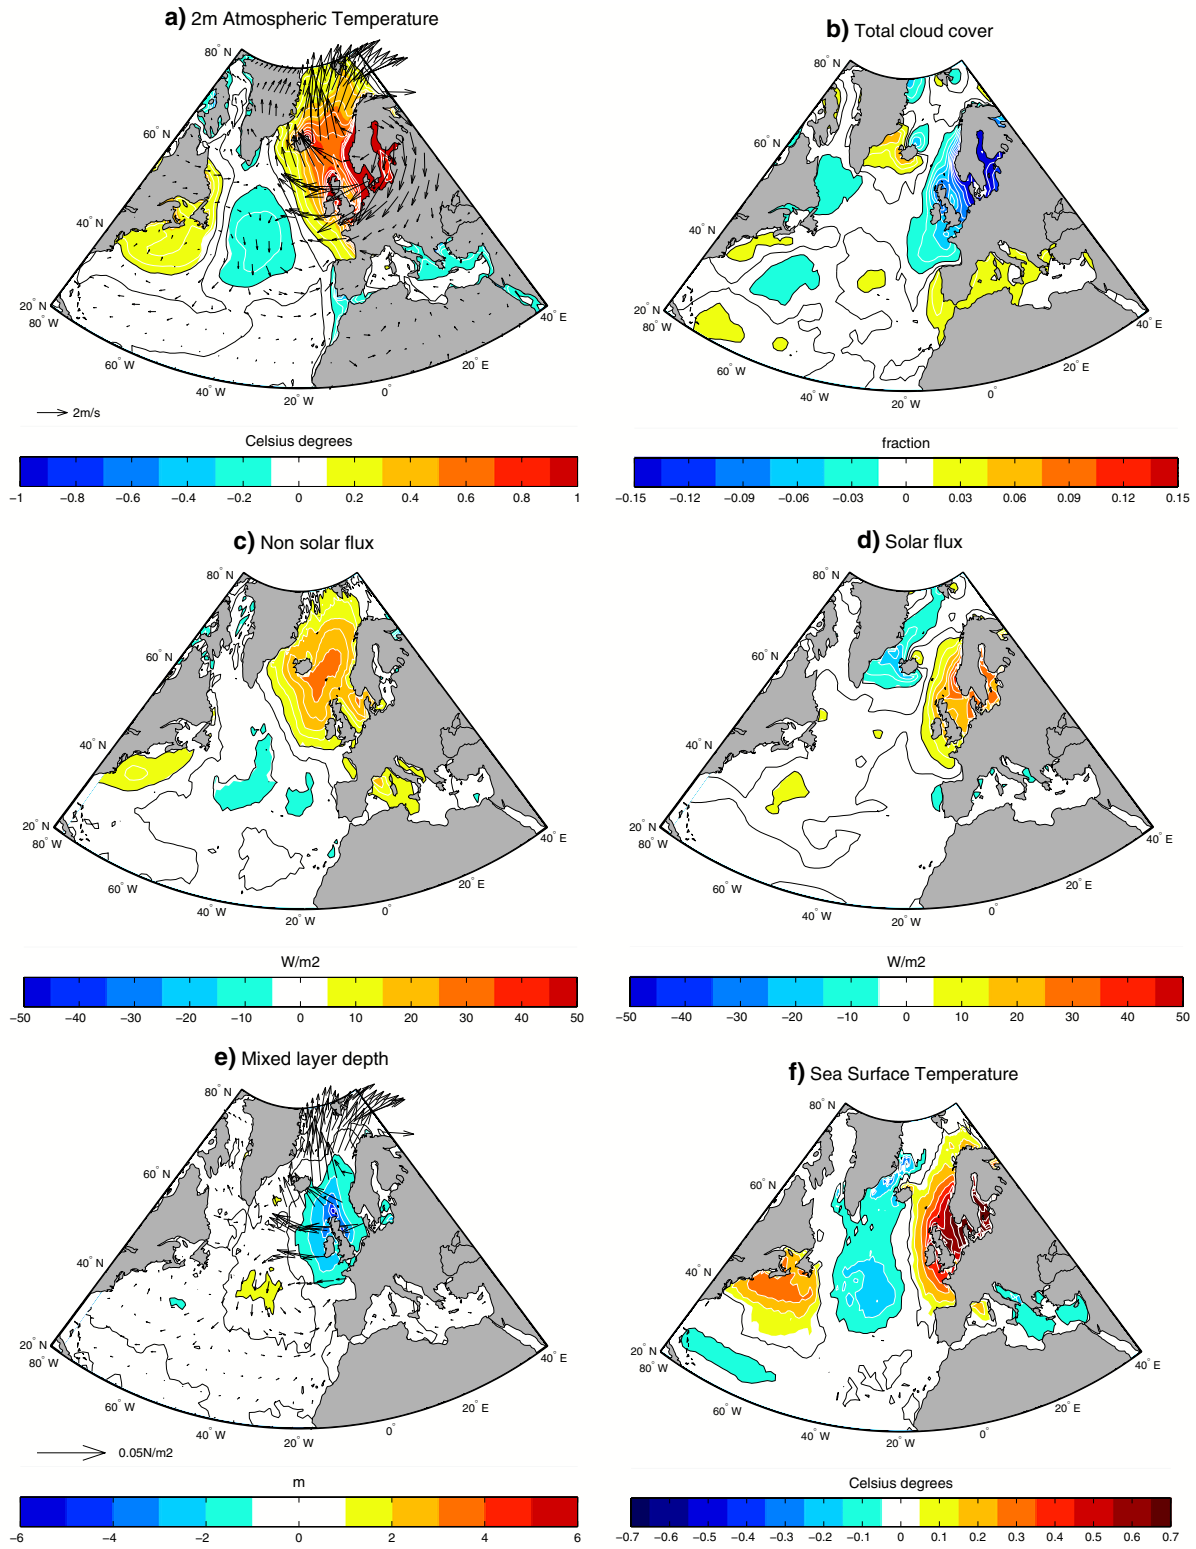 a) 2m Atmospheric Temperature
80° N
60° N
40° N
20° N
80° W
60° W
40° W
20° W
0°
20° E
40° E
2m/s
Celsius degrees
−1 −0.8 −0.6 −0.4 −0.2 0 0.2 0.4 0.6 0.8 1
b) Total cloud cover
80° N
60° N
40° N
20° N
80° W
60° W
40° W
20° W
0°
20° E
40° E
fraction
−0.15 −0.12 −0.09 −0.06 −0.03 0 0.03 0.06 0.09 0.12 0.15
c) Non solar flux
80° N
60° N
40° N
20° N
80° W
60° W
40° W
20° W
0°
20° E
40° E
W/m2
−50 −40 −30 −20 −10 0 10 20 30 40 50
d) Solar flux
80° N
60° N
40° N
20° N
80° W
60° W
40° W
20° W
0°
20° E
40° E
W/m2
−50 −40 −30 −20 −10 0 10 20 30 40 50
e) Mixed layer depth
80° N
60° N
40° N
20° N
80° W
60° W
40° W
20° W
0°
20° E
40° E
0.05N/m2
m
−6 −4 −2 0 2 4 6
f) Sea Surface Temperature
80° N
60° N
40° N
20° N
80° W
60° W
40° W
20° W
0°
20° E
40° E
Celsius degrees
−0.7 −0.6 −0.5 −0.4 −0.3 −0.2 −0.1 0 0.1 0.2 0.3 0.4 0.5 0.6 0.7